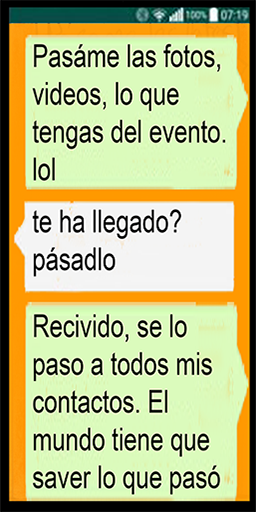 100% 07:19
Pasáme las fotos,
videos, lo que
tengas del evento.
lol
te ha llegado?
pásadlo
Recivido, se lo
paso a todos mis
contactos. El
mundo tiene que
saver lo que pasó